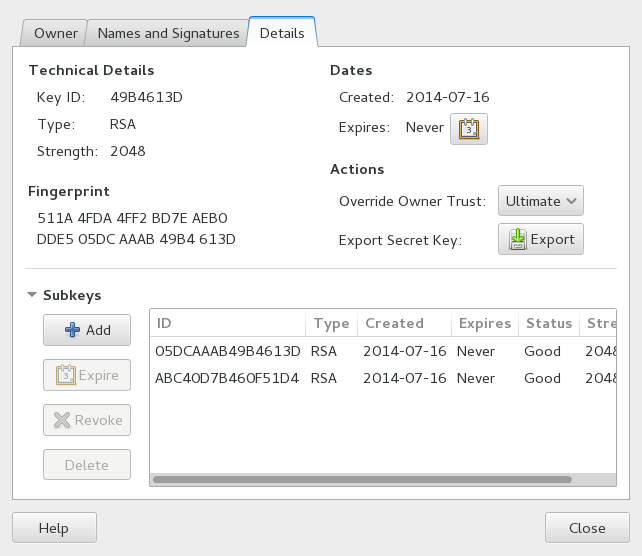 Owner Names and Signatures Details
Technical Details
Key ID: 49B4613D
Type: RSA
Strength: 2048
Fingerprint
511A 4FDA 4FF2 BD7E AEB0
DDE5 05DC AAAB 49B4 613D
Dates
Created: 2014-07-16
Expires: Never 3
Actions
Override Owner Trust: Ultimate
Export Secret Key: Export
Subkeys
Add
3 Expire
Revoke
Delete
ID Type Created Expires Status Stre
05DCAAAB49B4613D RSA 2014-07-16 Never Good 2048
ABC40D7B460F51D4 RSA 2014-07-16 Never Good 2048
Help Close